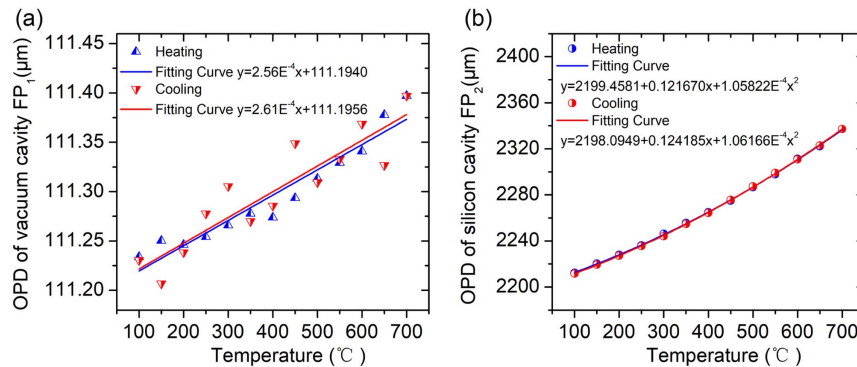 (a)
111.45
111.40
111.35
111.30
111.25
111.20
OPD of vacuum cavity FP₁(μm)
Heating
Fitting Curve y=2.56E⁻⁴x+111.1940
Cooling
Fitting Curve y=2.61E⁻⁴x+111.1956
100 200 300 400 500 600 700
Temperature (℃)
(b)
2400
2360
2320
2280
2240
2200
OPD of silicon cavity FP₂(μm)
Heating
Fitting Curve
y=2199.4581+0.121670x+1.05822E⁻⁴x²
Cooling
Fitting Curve
y=2198.0949+0.124185x+1.06166E⁻⁴x²
100 200 300 400 500 600 700
Temperature (℃)